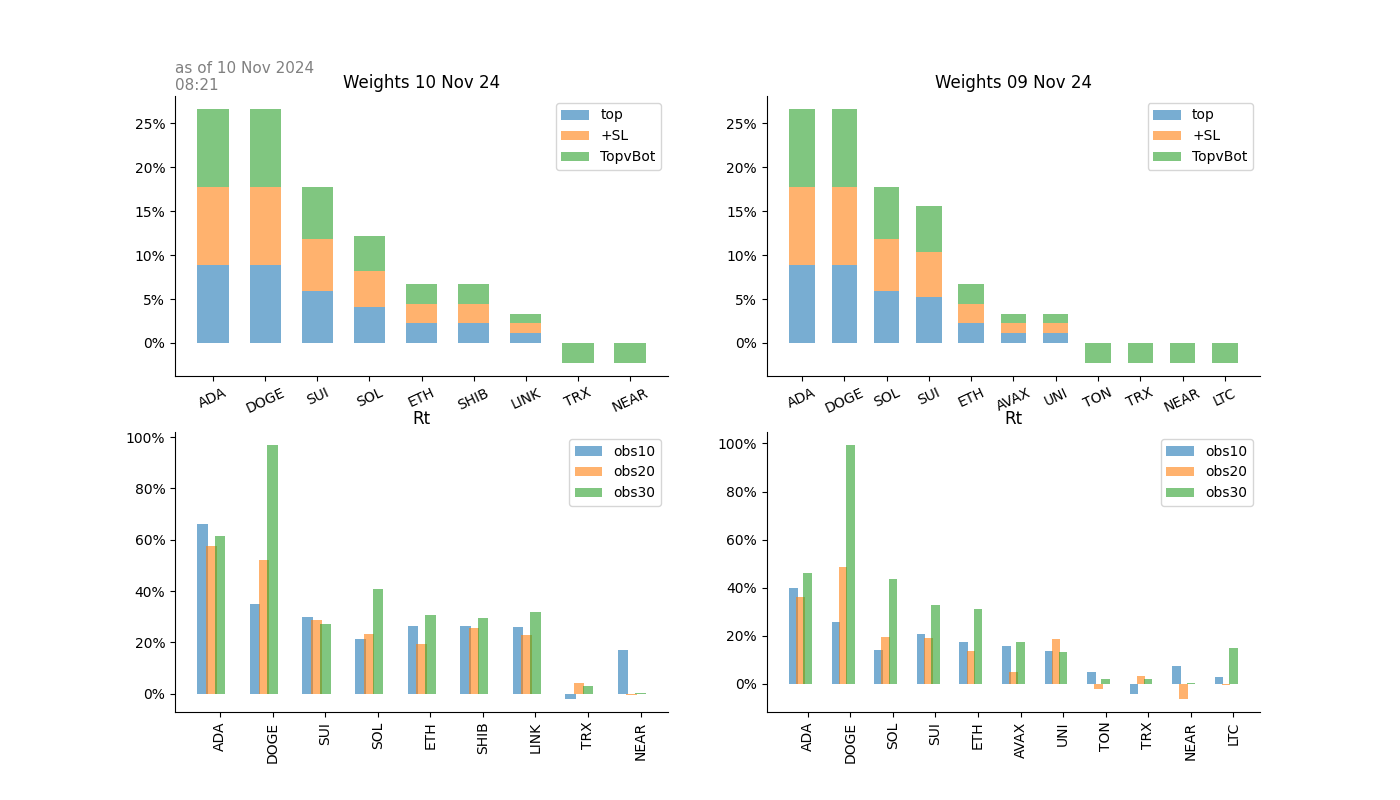 as of 10 Nov 2024
08:21
Weights 10 Nov 24
25%
20%
15%
10%
5%
0%
top
+SL
TopvBot
ADA
DOGE
SUI
SOL
ETH
SHIB
LINK
TRX
NEAR
Weights 09 Nov 24
25%
20%
15%
10%
5%
0%
top
+SL
TopvBot
ADA
DOGE
SOL
SUI
ETH
AVAX
UNI
TON
TRX
NEAR
LTC
Rt
100%
80%
60%
40%
20%
0%
obs10
obs20
obs30
ADA
DOGE
SUI
SOL
ETH
SHIB
LINK
TRX
NEAR
Rt
100%
80%
60%
40%
20%
0%
obs10
obs20
obs30
ADA
DOGE
SOL
SUI
ETH
AVAX
UNI
TON
TRX
NEAR
LTC